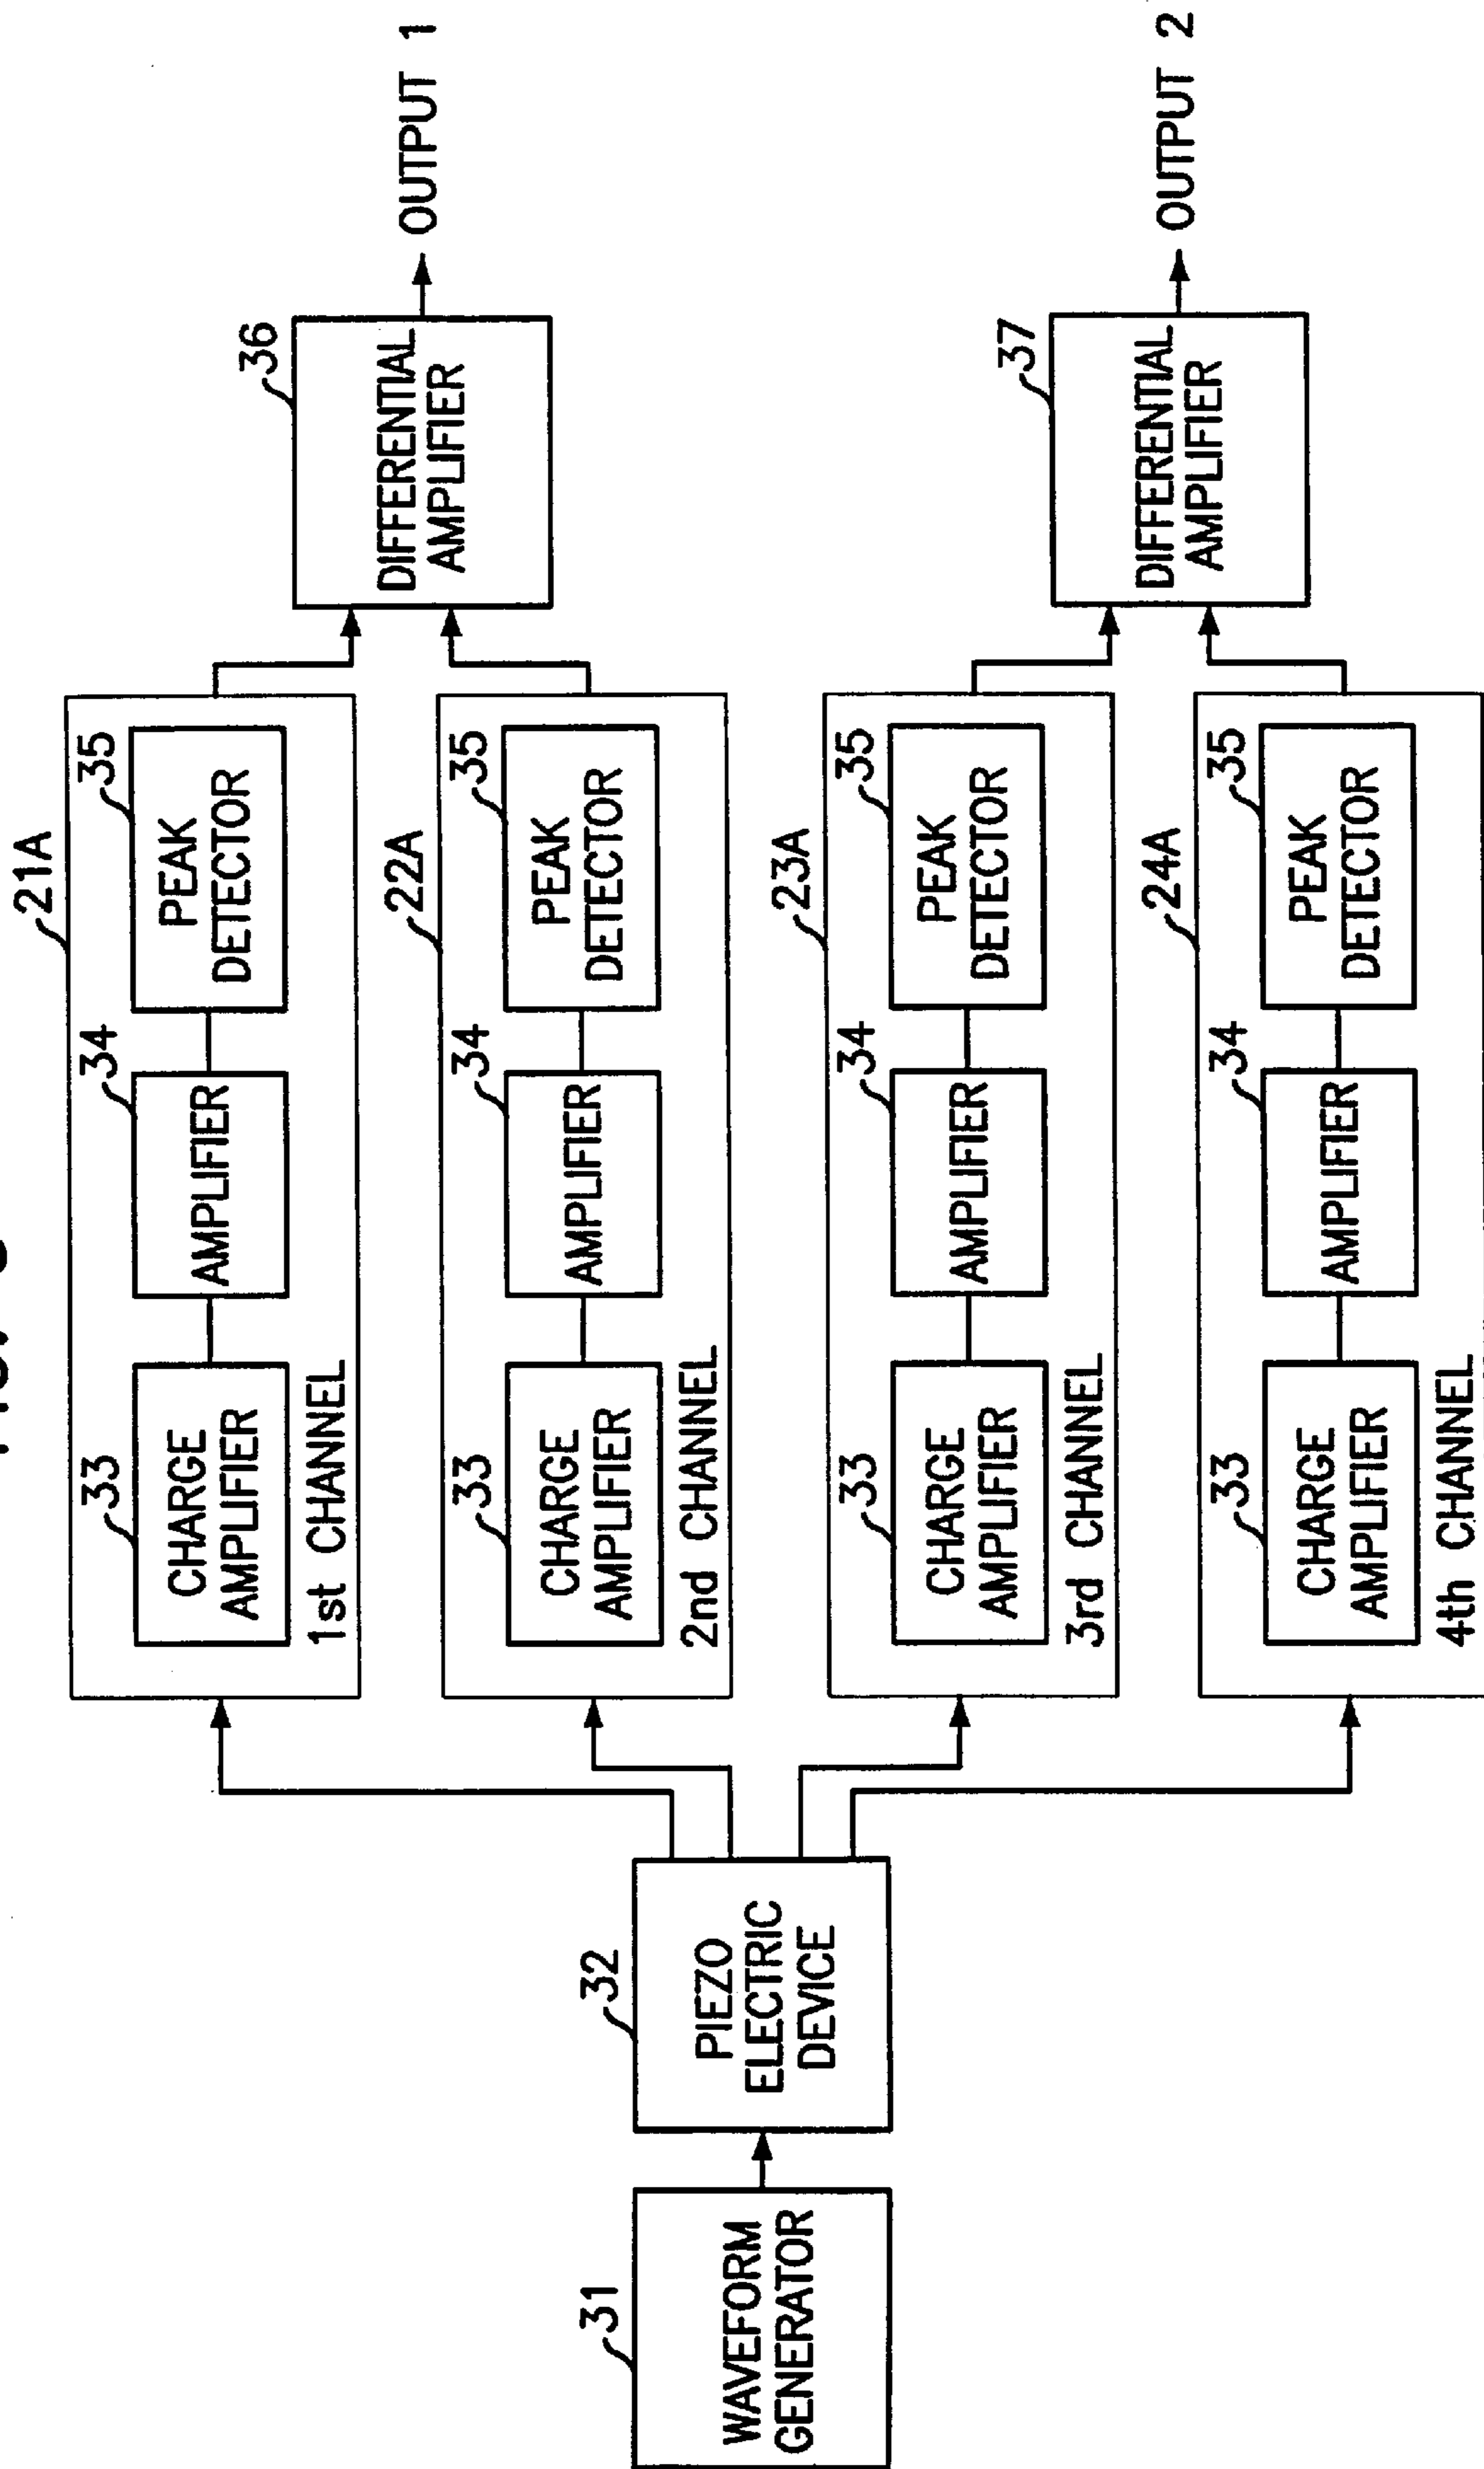 31
WAVEFORM
GENERATOR
32
PIEZO
ELECTRIC
DEVICE
21A
33
CHARGE
AMPLIFIER
34
AMPLIFIER
35
PEAK
DETECTOR
1st CHANNEL
22A
33
CHARGE
AMPLIFIER
34
AMPLIFIER
35
PEAK
DETECTOR
2nd CHANNEL
23A
33
CHARGE
AMPLIFIER
34
AMPLIFIER
35
PEAK
DETECTOR
3rd CHANNEL
24A
33
CHARGE
AMPLIFIER
34
AMPLIFIER
35
PEAK
DETECTOR
4th CHANNEL
36
DIFFERENTIAL
AMPLIFIER
OUTPUT 1
37
DIFFERENTIAL
AMPLIFIER
OUTPUT 2